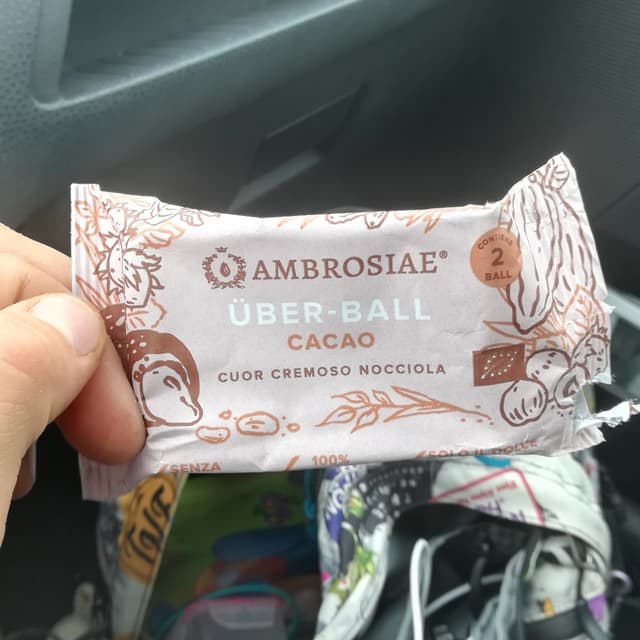 AMBROSIAE®
CONTIENE
2
BALL
ÜBER-BALL
CACAO
CUOR CREMOSO NOCCIOLA
SENZA
100%